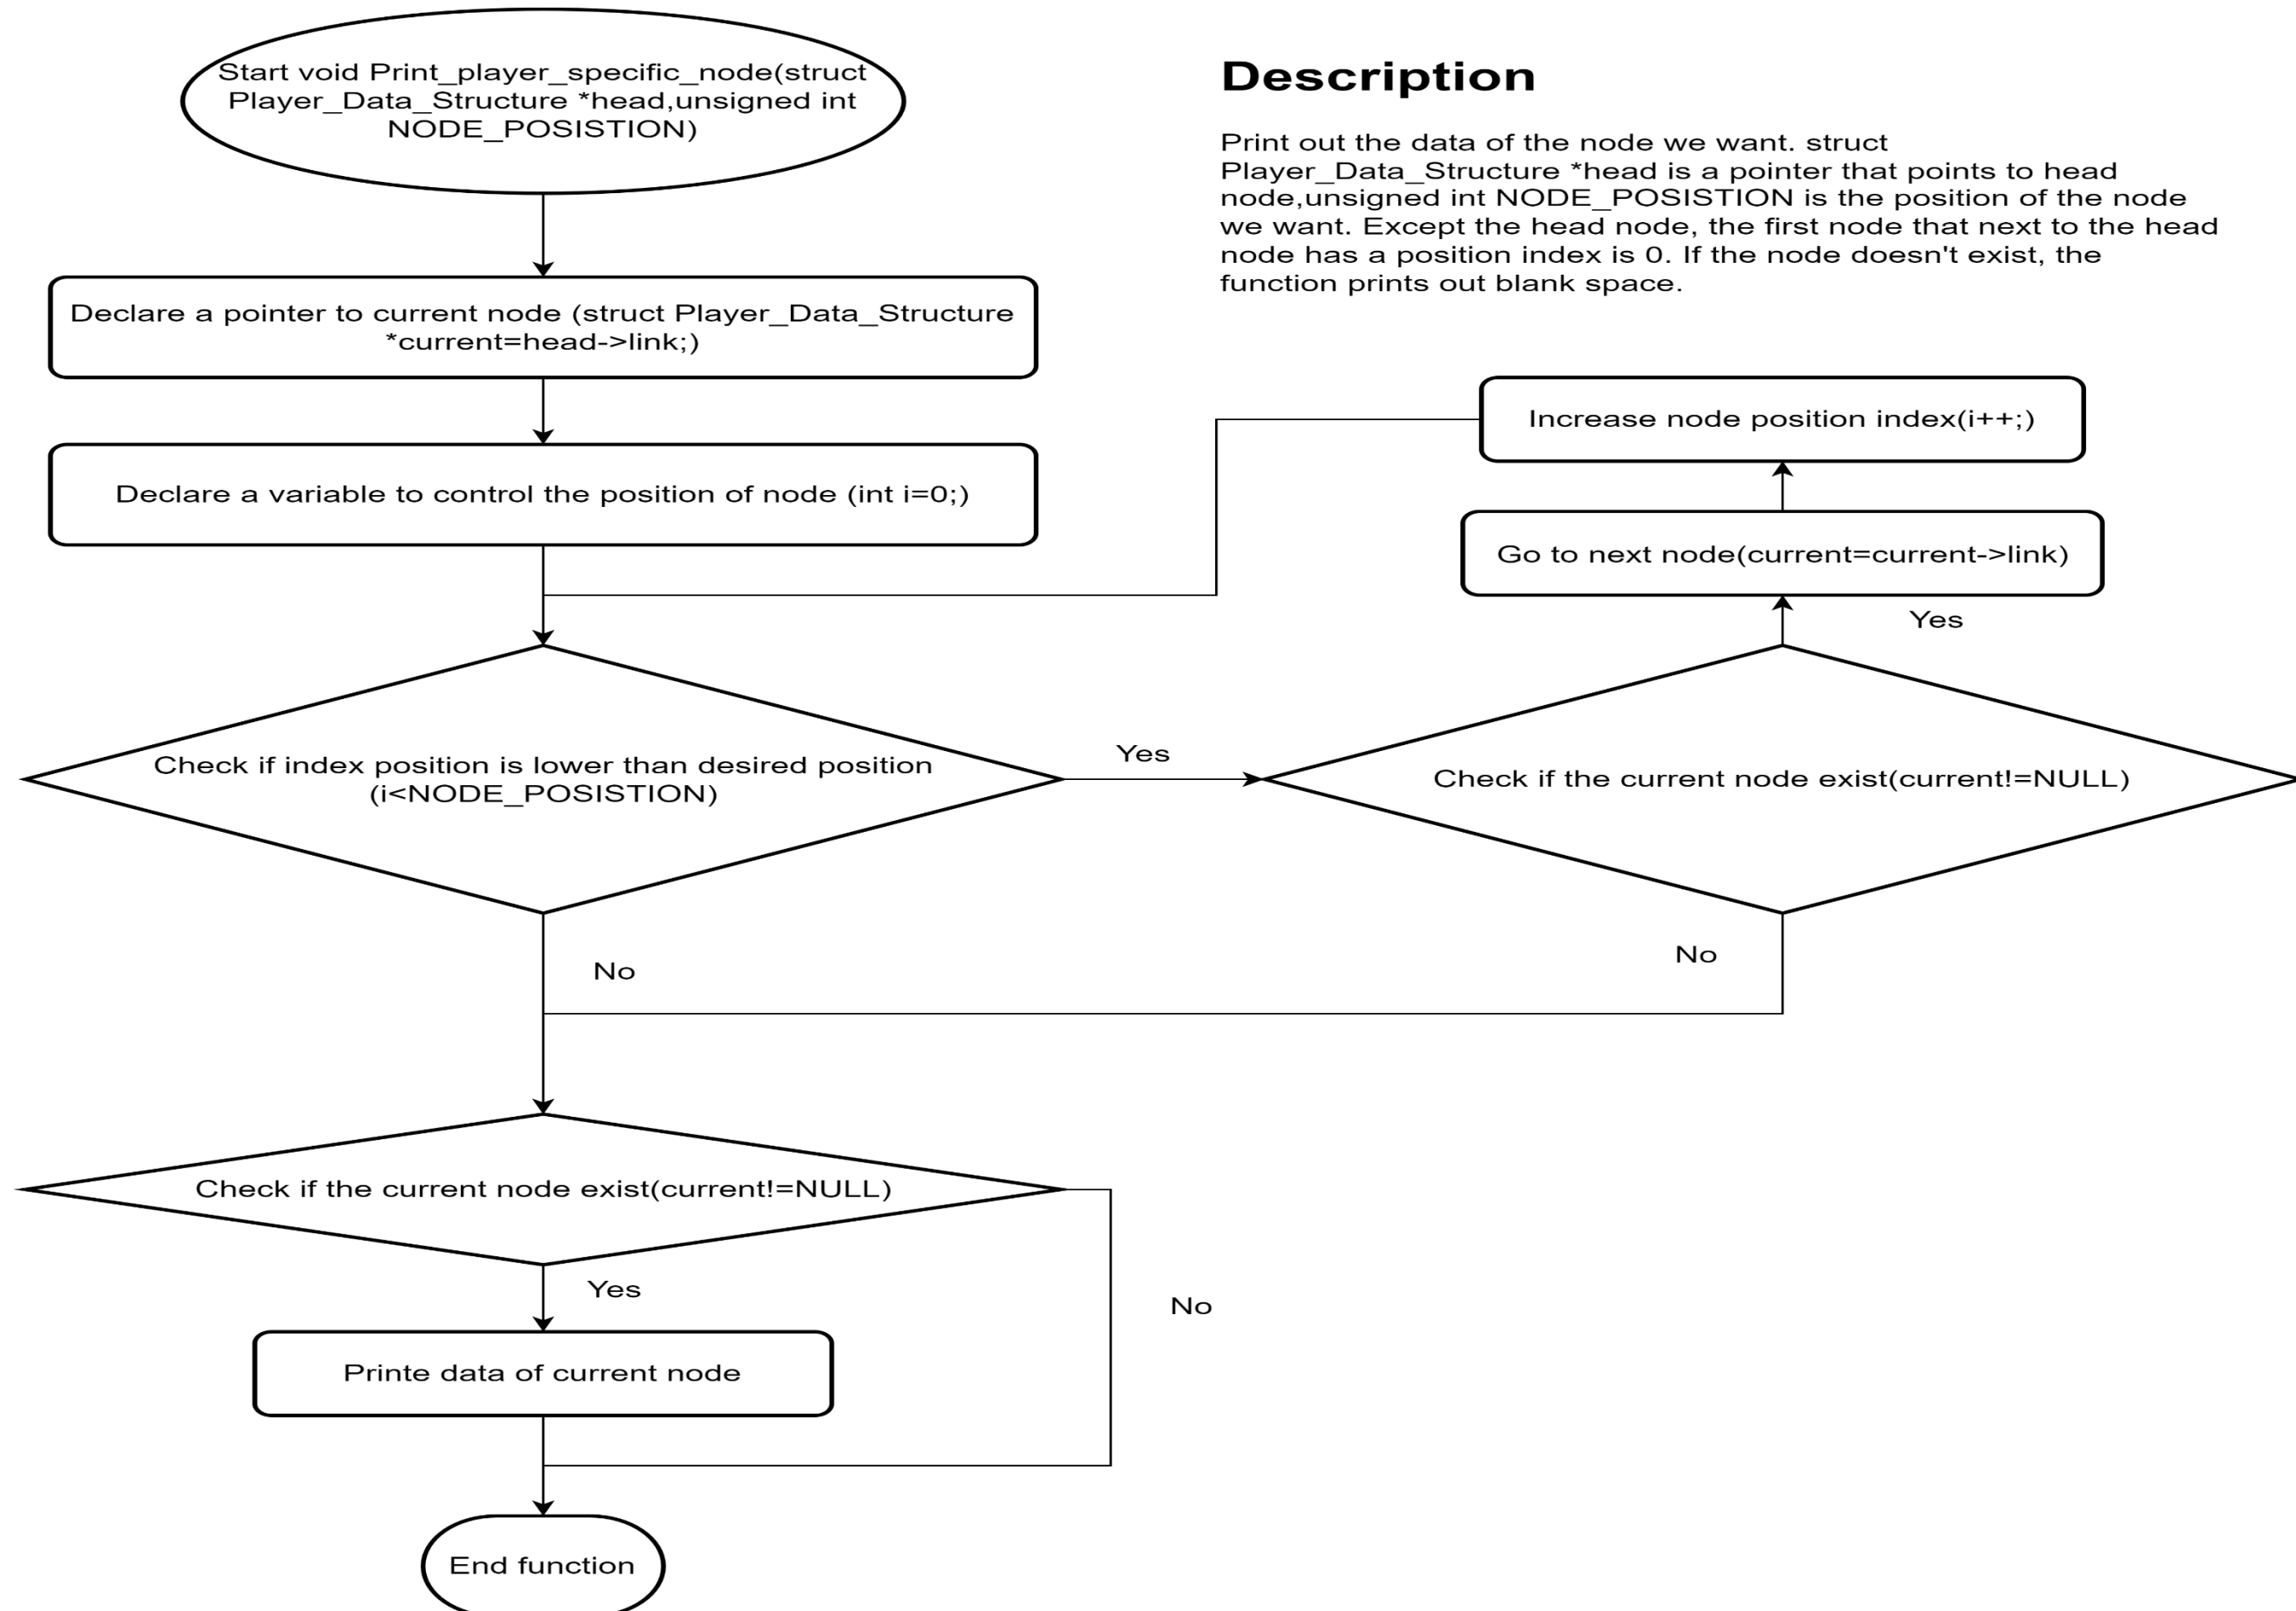 Start void Print_player_specific_node(struct
Player_Data_Structure *head,unsigned int
NODE_POSISTION)
Description
Print out the data of the node we want. struct
Player_Data_Structure *head is a pointer that points to head
node,unsigned int NODE_POSISTION is the position of the node
we want. Except the head node, the first node that next to the head
node has a position index is 0. If the node doesn't exist, the
function prints out blank space.
Declare a pointer to current node (struct Player_Data_Structure
*current=head->link;)
Increase node position index(i++;)
Declare a variable to control the position of node (int i=0;)
Go to next node(current=current->link)
Yes
Check if index position is lower than desired position
(i<NODE_POSISTION)
Yes
Check if the current node exist(current!=NULL)
No
No
Check if the current node exist(current!=NULL)
Yes
No
Printe data of current node
End function